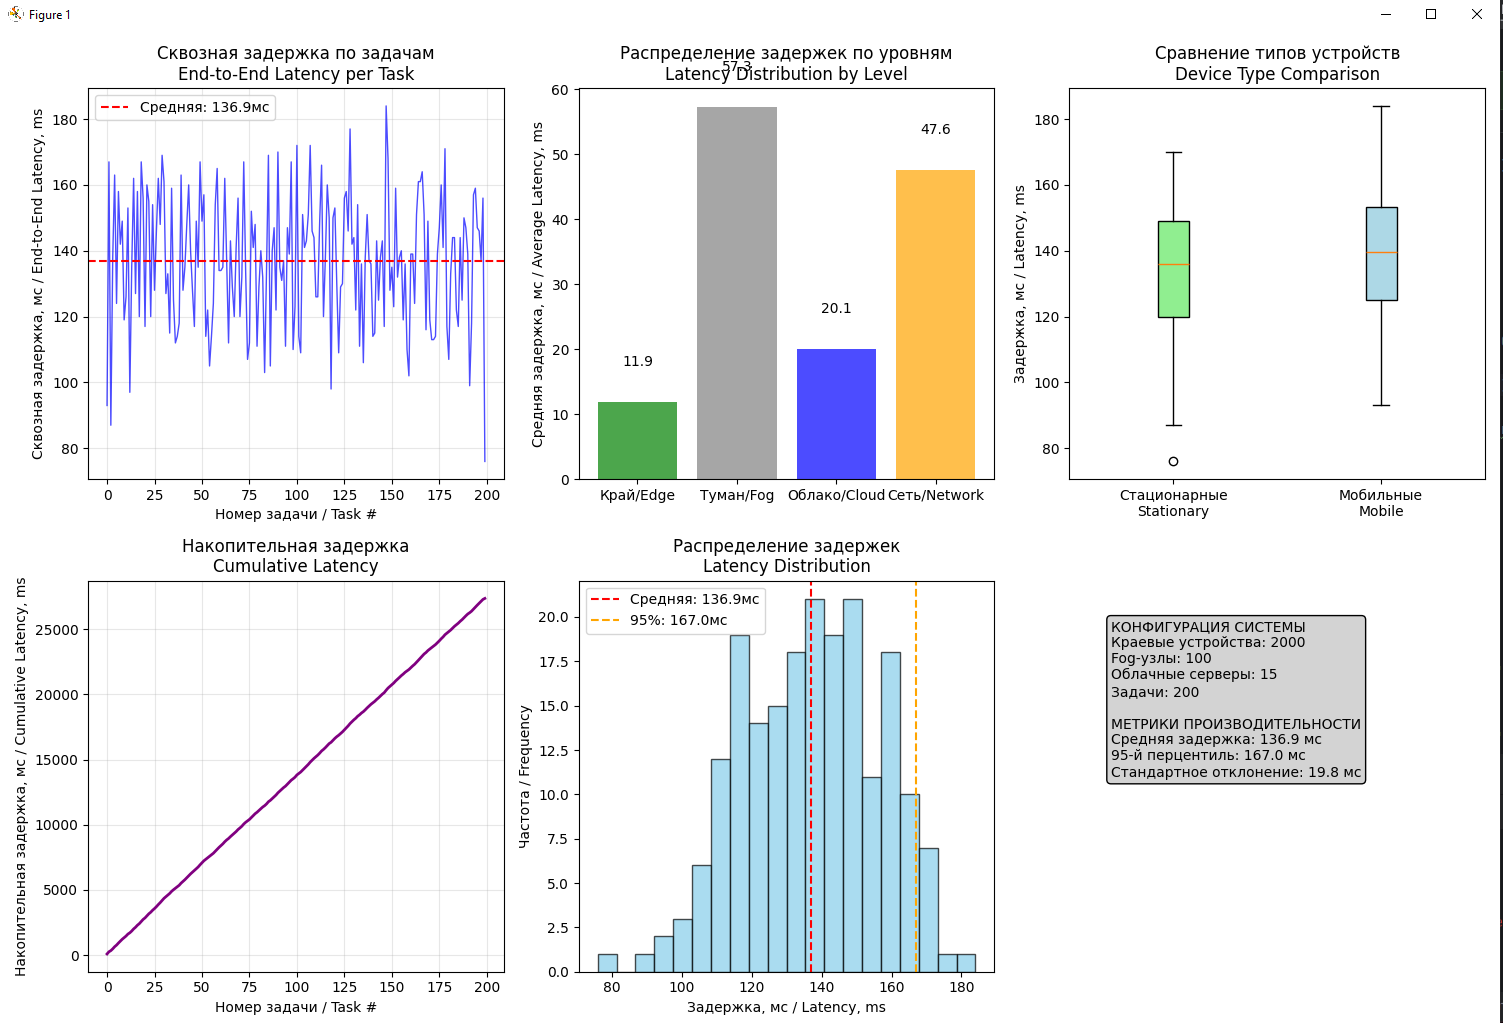 Figure 1
Сквозная задержка по задачам
End-to-End Latency per Task
Сквозная задержка, мс / End-to-End Latency, ms
180
160
140
120
100
80
Средняя: 136.9мс
0 25 50 75 100 125 150 175 200
Номер задачи / Task #
Распределение задержек по уровням
Latency Distribution by Level
Средняя задержка, мс / Average Latency, ms
60
50
40
30
20
10
0
11.9
57.3
20.1
47.6
Край/Edge Туман/Fog Облако/Cloud Сеть/Network
Сравнение типов устройств
Device Type Comparison
Задержка, мс / Latency, ms
180
160
140
120
100
80
Стационарные
Stationary
Мобильные
Mobile
Накопительная задержка
Cumulative Latency
Накопительная задержка, мс / Cumulative Latency, ms
25000
20000
15000
10000
5000
0
0 25 50 75 100 125 150 175 200
Номер задачи / Task #
Распределение задержек
Latency Distribution
Частота / Frequency
20.0
17.5
15.0
12.5
10.0
7.5
5.0
2.5
0.0
Средняя: 136.9мс
95%: 167.0мс
80 100 120 140 160 180
Задержка, мс / Latency, ms
КОНФИГУРАЦИЯ СИСТЕМЫ
Краевые устройства: 2000
Fog-узлы: 100
Облачные серверы: 15
Задачи: 200
МЕТРИКИ ПРОИЗВОДИТЕЛЬНОСТИ
Средняя задержка: 136.9 мс
95-й перцентиль: 167.0 мс
Стандартное отклонение: 19.8 мс